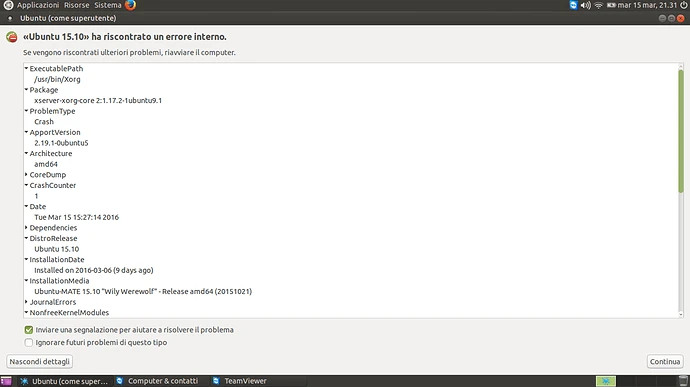 Applicazioni Risorse Sistema mar 15 mar, 21.31
Ubuntu (come superutente)
«Ubuntu 15.10» ha riscontrato un errore interno.
Se vengono riscontrati ulteriori problemi, riavviare il computer.
ExecutablePath
/usr/bin/Xorg
Package
xserver-xorg-core 2:1.17.2-1ubuntu9.1
ProblemType
Crash
ApportVersion
2.19.1-0ubuntu5
Architecture
amd64
CoreDump
CrashCounter
1
Date
Tue Mar 15 15:27:14 2016
Dependencies
DistroRelease
Ubuntu 15.10
InstallationDate
Installed on 2016-03-06 (9 days ago)
InstallationMedia
Ubuntu-MATE 15.10 "Wily Werewolf" - Release amd64 (20151021)
JournalErrors
NonfreeKernelModules
Inviare una segnalazione per aiutare a risolvere il problema
Ignorare futuri problemi di questo tipo
Nascondi dettagli Continua
Ubuntu (come super... Computer & contatti TeamViewer